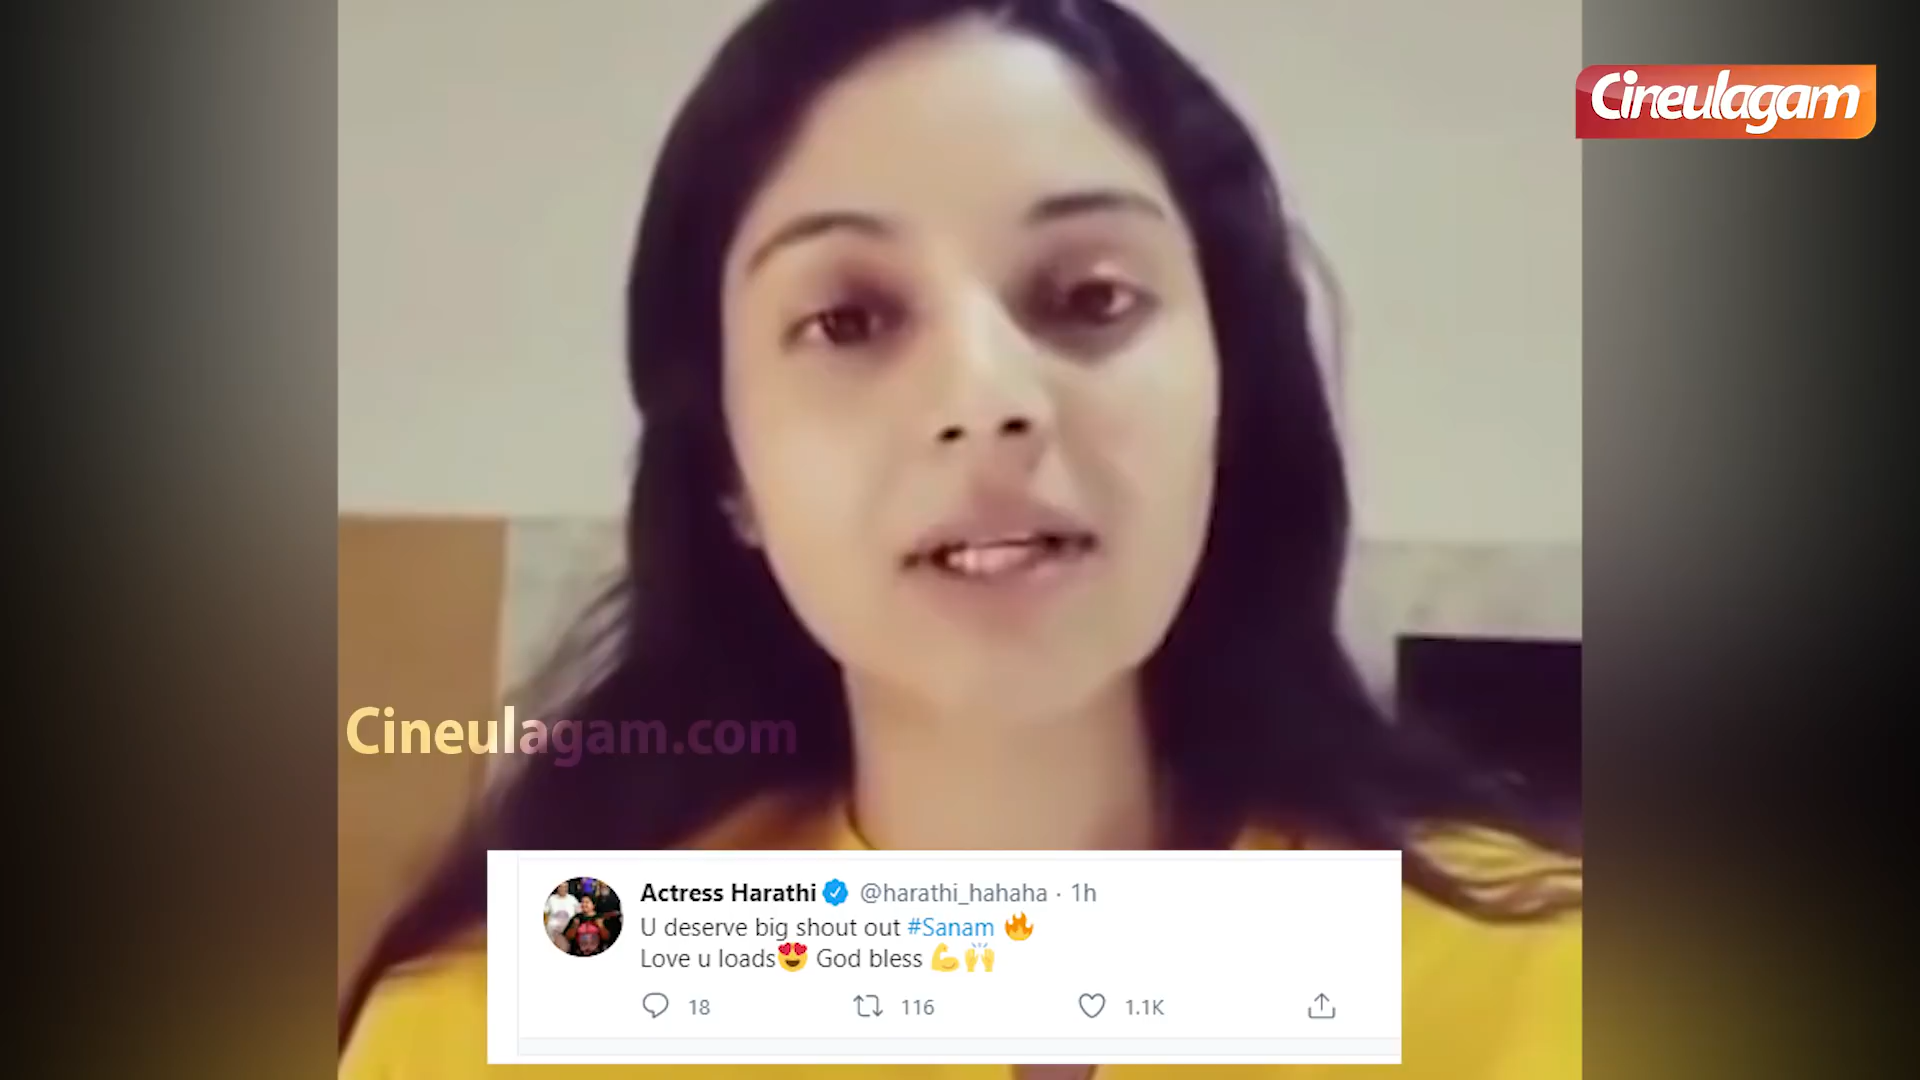 Cineulagam
Cineulagam.com
Actress Harathi @harathi_hahaha · 1h
U deserve big shout out #Sanam 🔥
Love u loads😍 God bless 💪🙌
18 116 1.1K